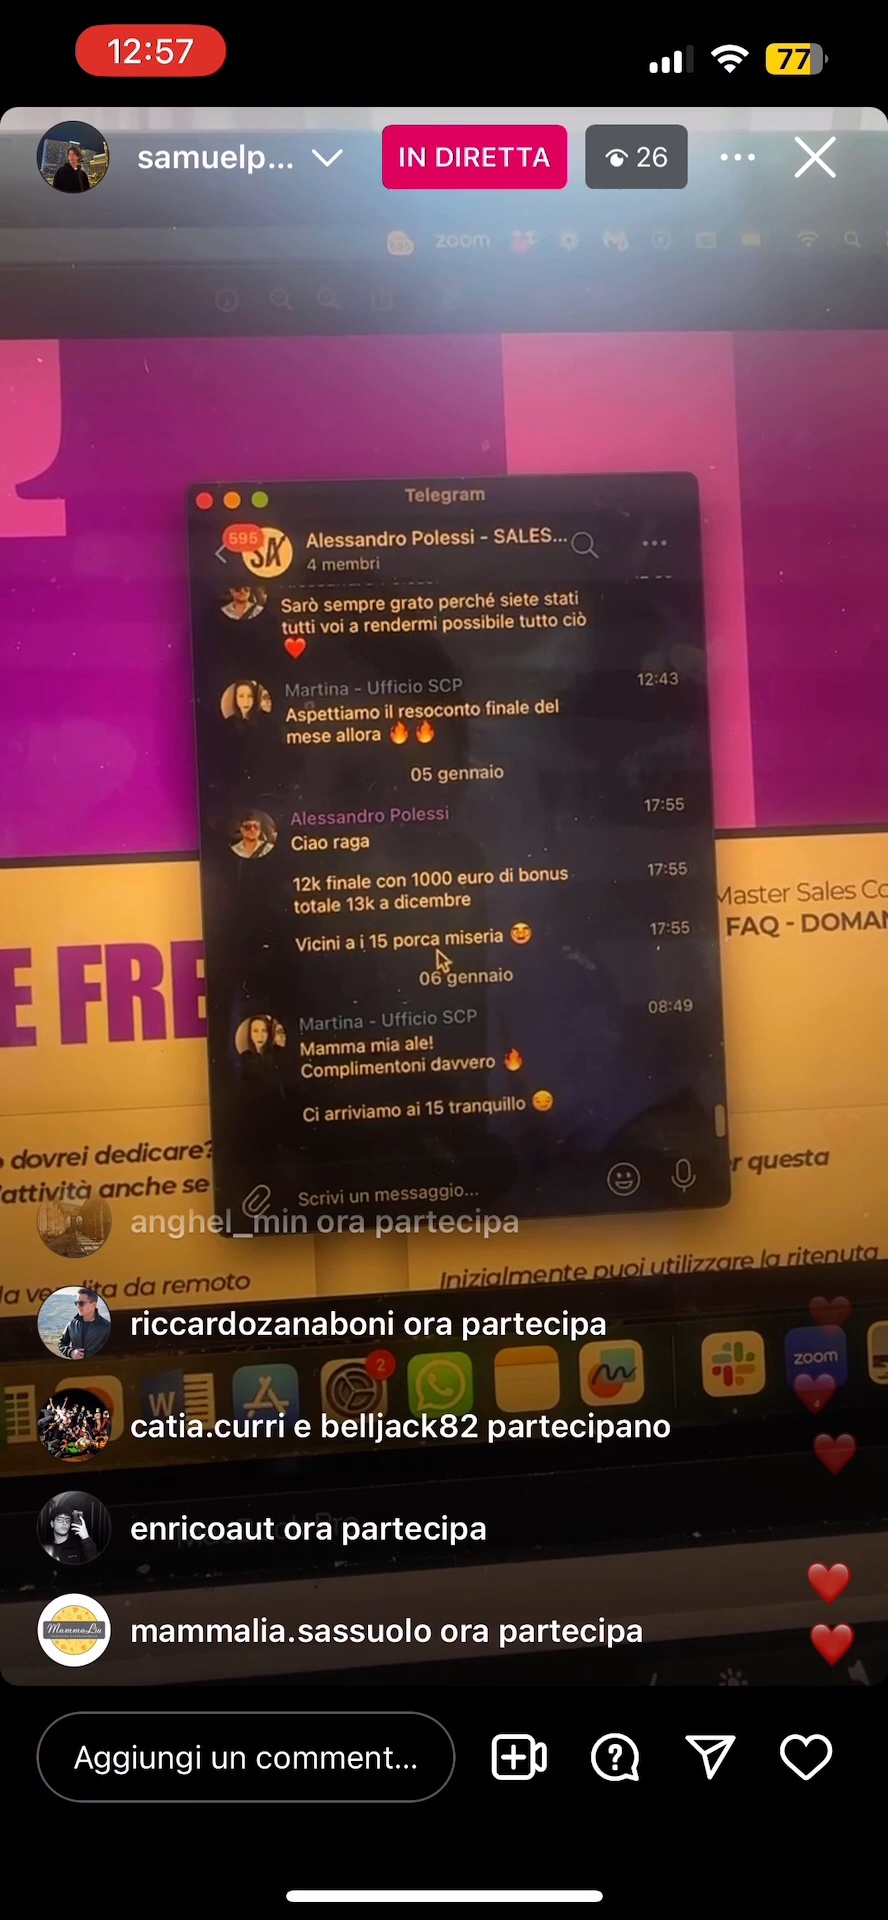 12:57
77
samuelp...
IN DIRETTA
26
595
zoom
Telegram
595
SA
Alessandro Polessi - SALES...
4 membri
Sarò sempre grato perché siete stati
tutti voi a rendermi possibile tutto ciò
Martina - Ufficio SCP
12:43
Aspettiamo il resoconto finale del
mese allora
05 gennaio
Alessandro Polessi
17:55
Ciao raga
12k finale con 1000 euro di bonus
17:55
totale 13k a dicembre
Vicini a i 15 porca miseria
17:55
06 gennaio
Martina - Ufficio SCP
08:49
Mamma mia ale!
Complimentoni davvero
Ci arriviamo ai 15 tranquillo
Scrivi un messaggio...
Master Sales Co
FAQ - DOMAN
E FRE
o dovrei dedicare?
'attività anche se
r questa
la vendita da remoto
Inizialmente puoi utilizzare la ritenuta
anghel_min ora partecipa
riccardozanaboni ora partecipa
2
W
zoom
catia.curri e belljack82 partecipano
enricoaut ora partecipa
MammaLia
mammalia.sassuolo ora partecipa
Aggiungi un comment...